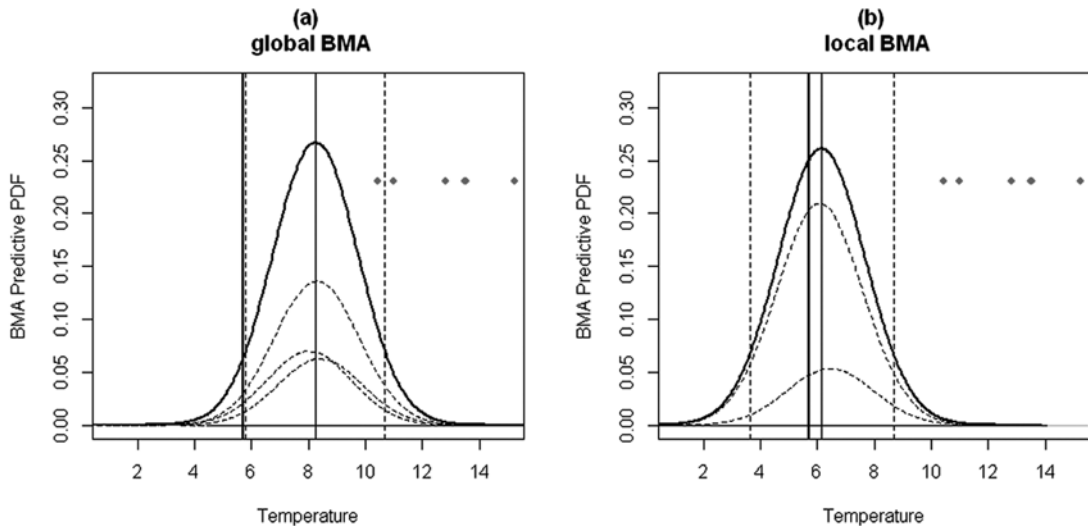 (a)
global BMA
BMA Predictive PDF
0.00 0.05 0.10 0.15 0.20 0.25 0.30
2 4 6 8 10 12 14
Temperature
(b)
local BMA
BMA Predictive PDF
0.00 0.05 0.10 0.15 0.20 0.25 0.30
2 4 6 8 10 12 14
Temperature